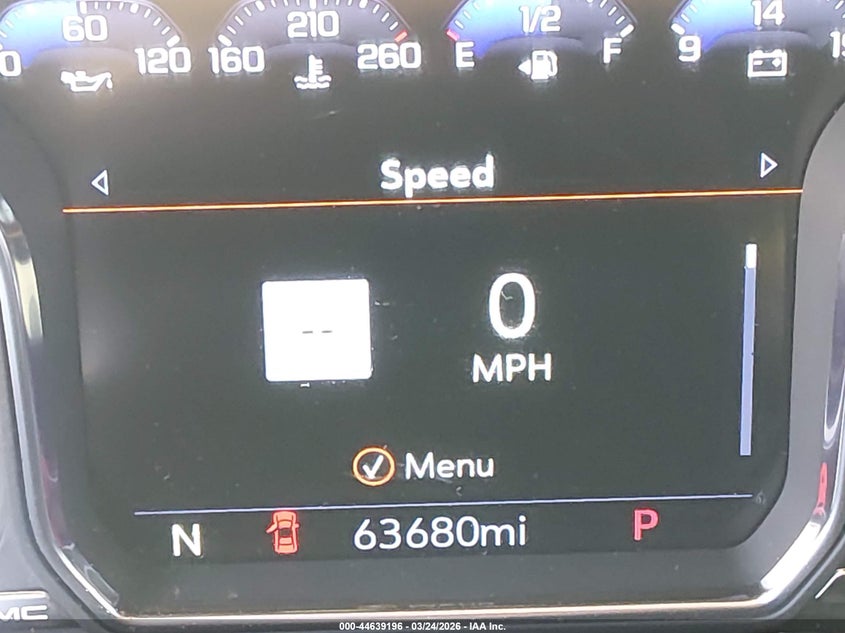 60 210 1/2 14
120 160 260 E F 9
Speed
--
0
MPH
Menu
N 63680mi P
000-44639196 - 03/24/2026 - IAA Inc.